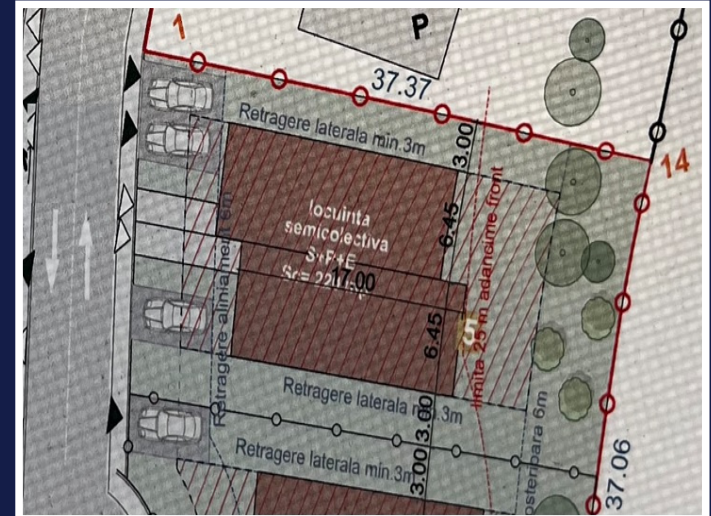 1
P
37.37
Retragere laterala min.3m
3.00
14
locuinta
semicolectiva
S+P+E
17.00
6.45
6.45
5
limita 25 m adancime front
Retragere aliniament 6m
Retragere laterala min.3m
3.00
3.00
Retragere laterala min.3m
posterioara 6m
37.06